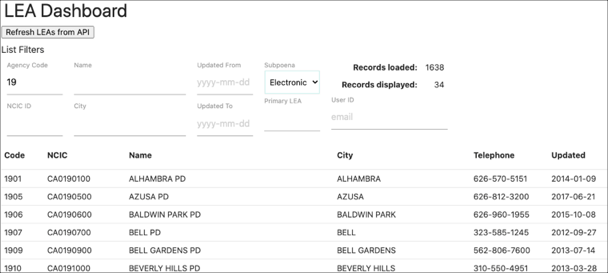 LEA Dashboard
Refresh LEAs from API
List Filters
Agency Code Name Updated From Subpoena Records loaded: 1638
19 yyyy-mm-dd Electronic Records displayed: 34
NCIC ID City Updated To Primary LEA User ID
yyyy-mm-dd email
Code NCIC Name City Telephone Updated
1901 CA0190100 ALHAMBRA PD ALHAMBRA 626-570-5151 2014-01-09
1905 CA0190500 AZUSA PD AZUSA 626-812-3200 2017-06-21
1906 CA0190600 BALDWIN PARK PD BALDWIN PARK 626-960-1955 2015-10-08
1907 CA0190700 BELL PD BELL 323-585-1245 2012-09-27
1909 CA0190900 BELL GARDENS PD BELL GARDENS 562-806-7600 2013-07-14
1910 CA0191000 BEVERLY HILLS PD BEVERLY HILLS 310-550-4951 2013-03-28